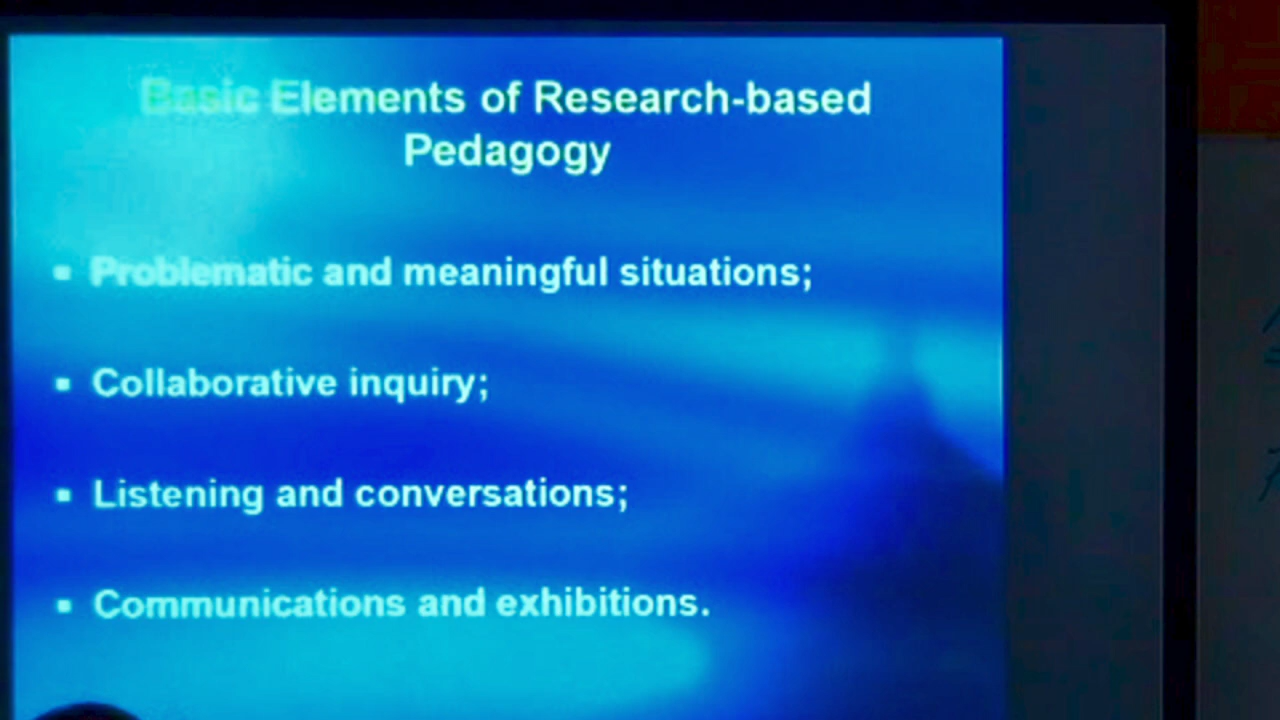 Basic Elements of Research-based
Pedagogy
▪ Problematic and meaningful situations;
▪ Collaborative inquiry;
▪ Listening and conversations;
▪ Communications and exhibitions.